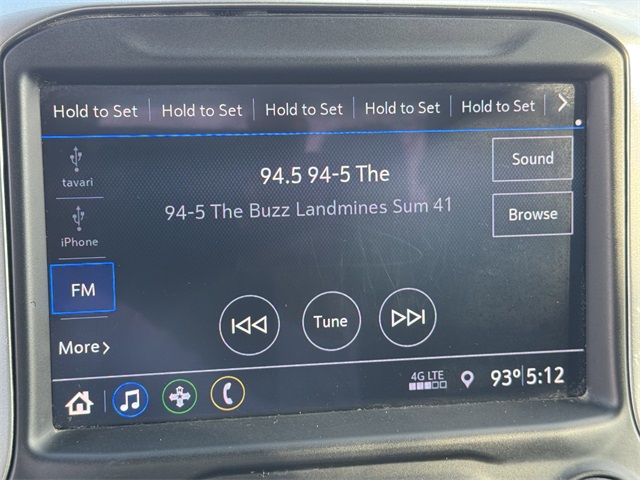 Hold to Set Hold to Set Hold to Set Hold to Set Hold to Set
tavari
iPhone
FM
More
94.5 94-5 The
94-5 The Buzz Landmines Sum 41
Sound
Browse
Tune
4G LTE
93° 5:12